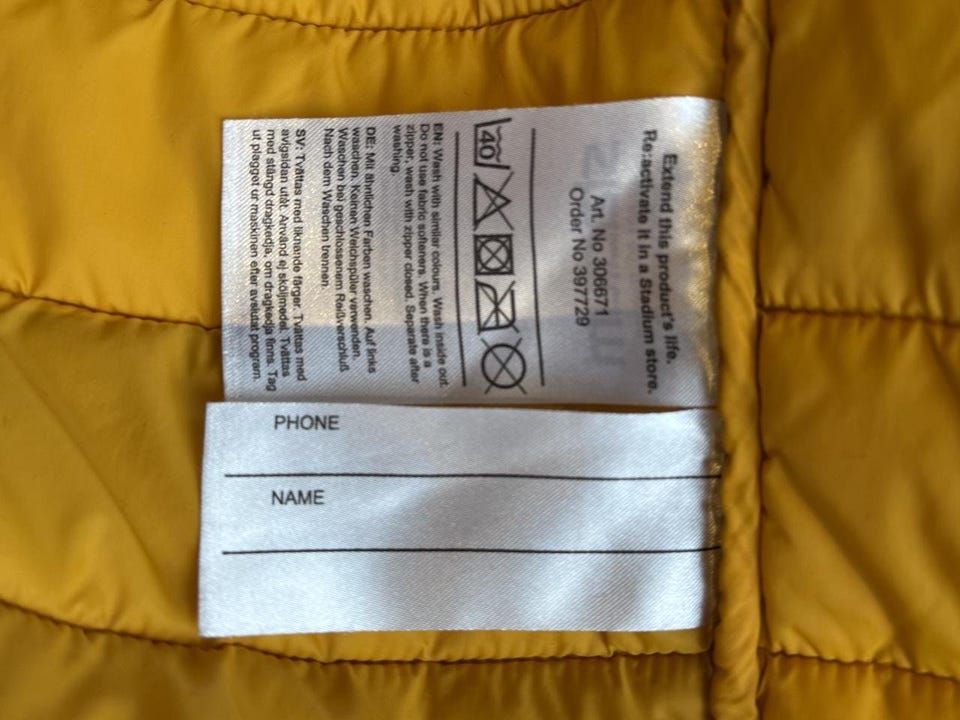 Extend this product's life.
Re:activate it in a Stadium store.
Art. No 306671
Order No 397729
40
EN: Wash with similar colours. Wash inside out.
Do not use fabric softeners. When there is a
zipper, wash with zipper closed. Separate after
washing.
DE: Mit ähnlichen Farben waschen. Auf links
waschen. Keinen Weichspüler verwenden.
Waschen bei geschlossenem Reißverschluß
Nach dem Waschen trennen.
SV: Tvättas med liknande färger. Tvättas med
avigsidan utåt. Använd ej sköljmedel. Tvättas
med stängd dragkedja, om dragkedja finns. Tag
ut plagget ur maskinen efter avslutat program.
PHONE
NAME